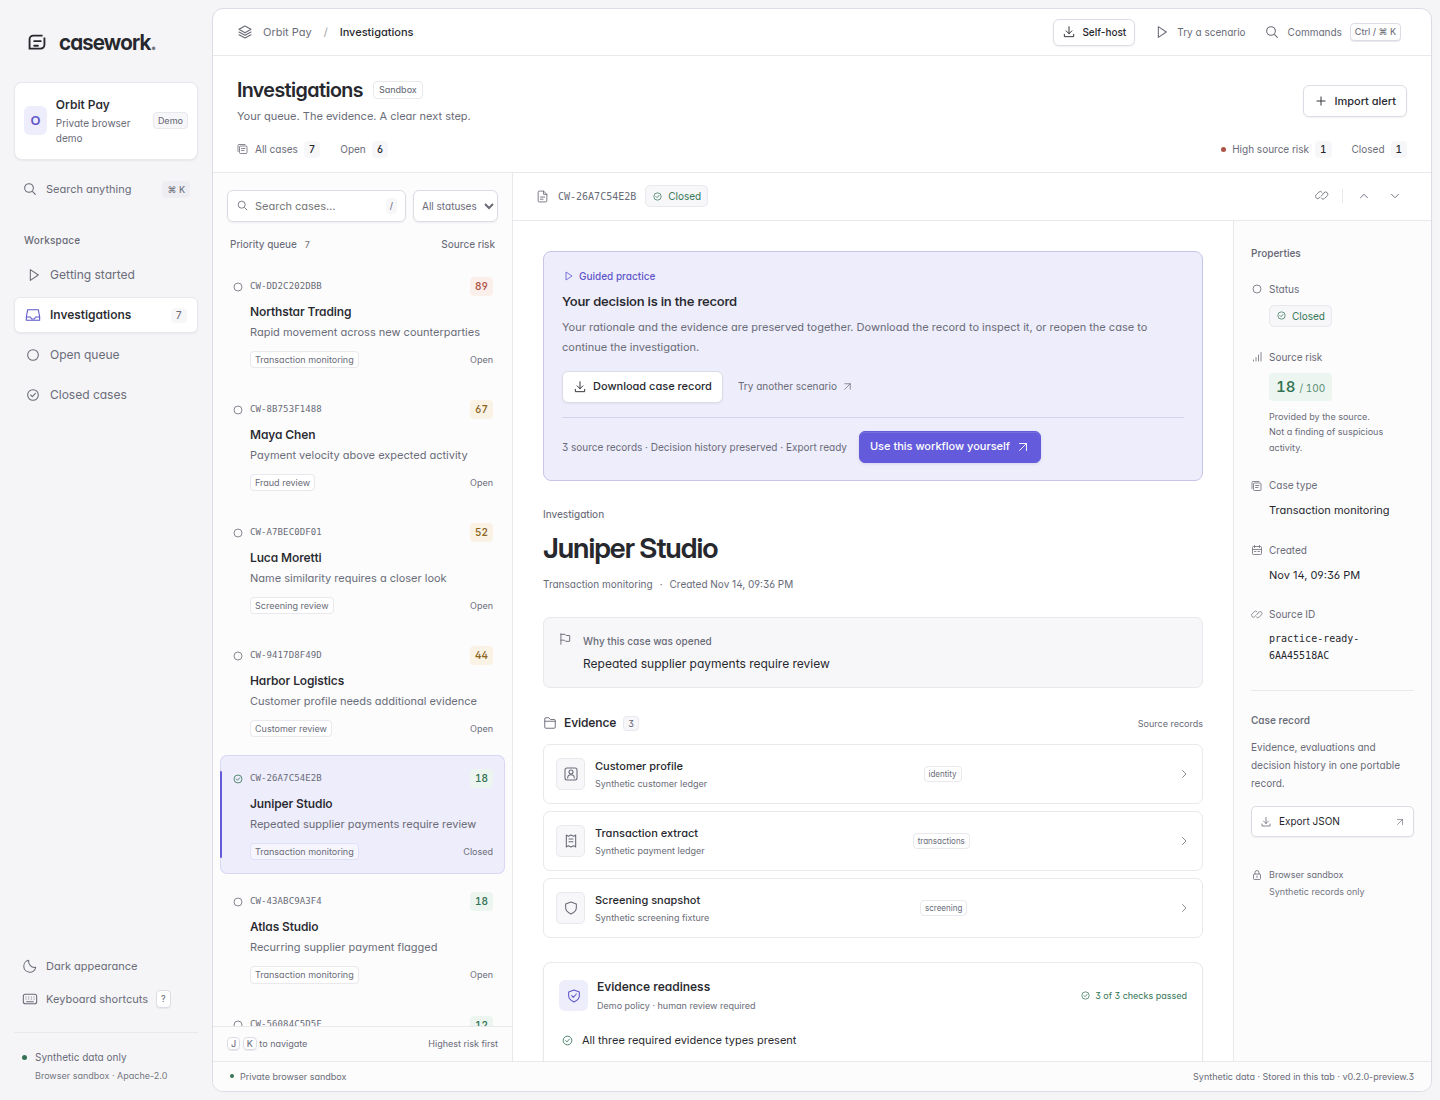 casework.
O
Orbit Pay
Private browser
demo
Demo
Search anything
⌘ K
Workspace
Getting started
Investigations
7
Open queue
Closed cases
Dark appearance
Keyboard shortcuts
?
Synthetic data only
Browser sandbox · Apache-2.0
Orbit Pay / Investigations
Self-host
Try a scenario
Commands
Ctrl / ⌘ K
Investigations
Sandbox
Your queue. The evidence. A clear next step.
Import alert
All cases 7
Open 6
High source risk 1
Closed 1
Search cases...
/
All statuses
Priority queue 7
Source risk
CW-DD2C202DBB
89
Northstar Trading
Rapid movement across new counterparties
Transaction monitoring
Open
CW-8B753F1488
67
Maya Chen
Payment velocity above expected activity
Fraud review
Open
CW-A7BEC0DF01
52
Luca Moretti
Name similarity requires a closer look
Screening review
Open
CW-9417D8F49D
44
Harbor Logistics
Customer profile needs additional evidence
Customer review
Open
CW-26A7C54E2B
18
Juniper Studio
Repeated supplier payments require review
Transaction monitoring
Closed
CW-43ABC9A3F4
18
Atlas Studio
Recurring supplier payment flagged
Transaction monitoring
Open
CW-56084C5D5F
12
J K to navigate
Highest risk first
CW-26A7C54E2B
Closed
Guided practice
Your decision is in the record
Your rationale and the evidence are preserved together. Download the record to inspect it, or reopen the case to
continue the investigation.
Download case record
Try another scenario
3 source records · Decision history preserved · Export ready
Use this workflow yourself
Investigation
Juniper Studio
Transaction monitoring · Created Nov 14, 09:36 PM
Why this case was opened
Repeated supplier payments require review
Evidence 3
Source records
Customer profile
Synthetic customer ledger
identity
Transaction extract
Synthetic payment ledger
transactions
Screening snapshot
Synthetic screening fixture
screening
Evidence readiness
Demo policy · human review required
3 of 3 checks passed
All three required evidence types present
Properties
Status
Closed
Source risk
18 / 100
Provided by the source.
Not a finding of suspicious
activity.
Case type
Transaction monitoring
Created
Nov 14, 09:36 PM
Source ID
practice-ready-
6AA45518AC
Case record
Evidence, evaluations and
decision history in one portable
record.
Export JSON
Browser sandbox
Synthetic records only
Private browser sandbox
Synthetic data · Stored in this tab · v0.2.0-preview.3